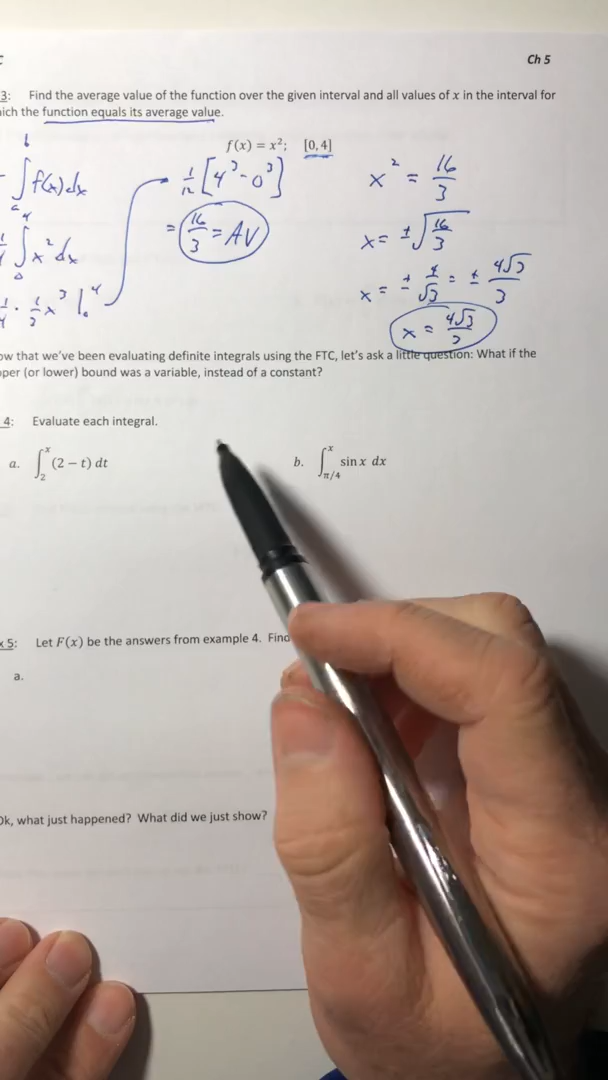 Ch 5
3: Find the average value of the function over the given interval and all values of x in the interval for
ich the function equals its average value.
f(x) = x²; [0,4]
∫f(x)dx
1/12 [4³-0³]
x² = 16/3
= 16/3 = AV
x = ±√16/3
∫x²dx
x = ± 4/√3 = ± 4√3/3
· 1/3 x³ |₀⁴
x = 4√3/3
ow that we've been evaluating definite integrals using the FTC, let's ask a little question: What if the
per (or lower) bound was a variable, instead of a constant?
4: Evaluate each integral.
a. ∫₂ˣ (2 − t) dt b. ∫_{π/4}^{x} sin x dx
x 5: Let F(x) be the answers from example 4. Find
a.
Ok, what just happened? What did we just show?